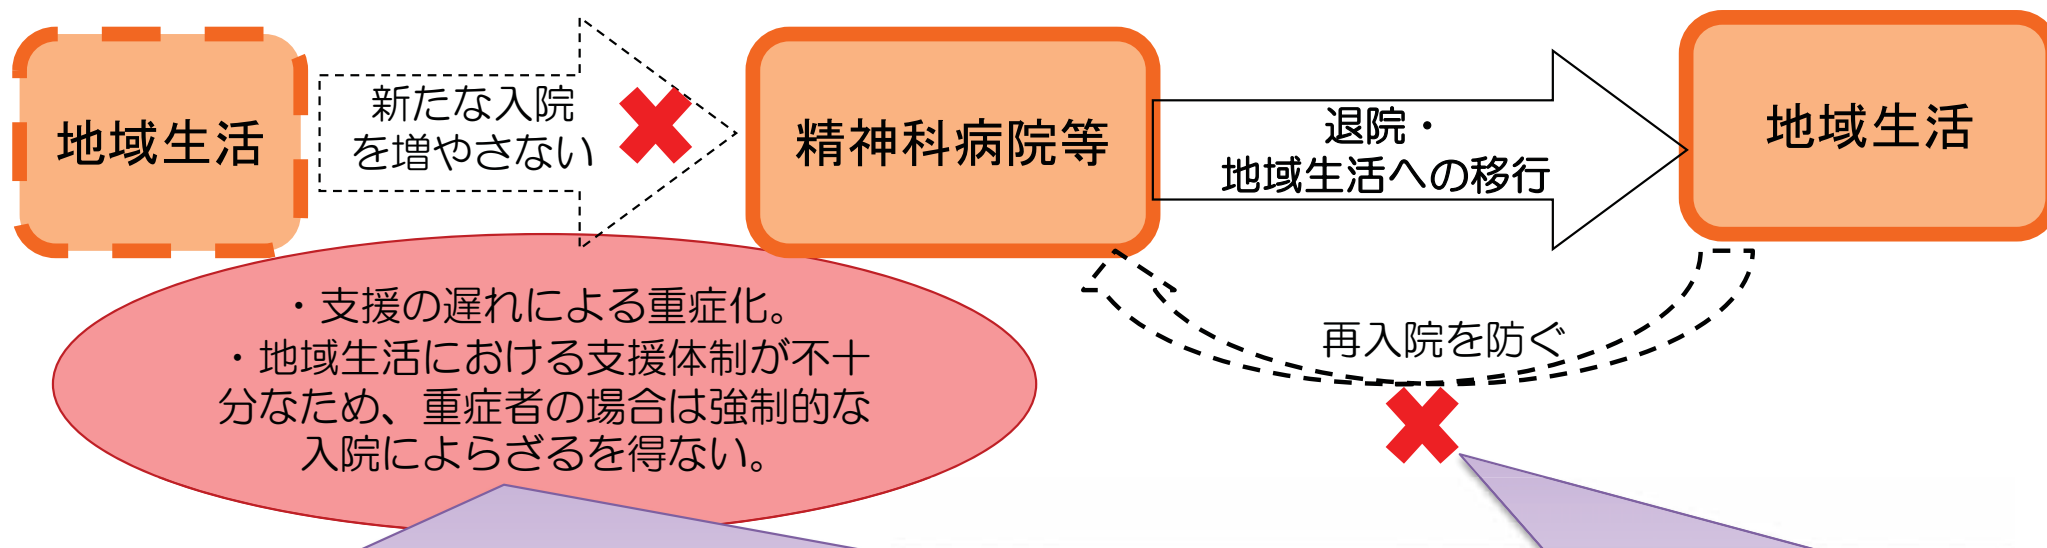 地域生活
新たな入院
を増やさない
精神科病院等
退院・
地域生活への移行
地域生活
・支援の遅れによる重症化。
・地域生活における支援体制が不十
分なため、重症者の場合は強制的な
入院によらざるを得ない。
再入院を防ぐ